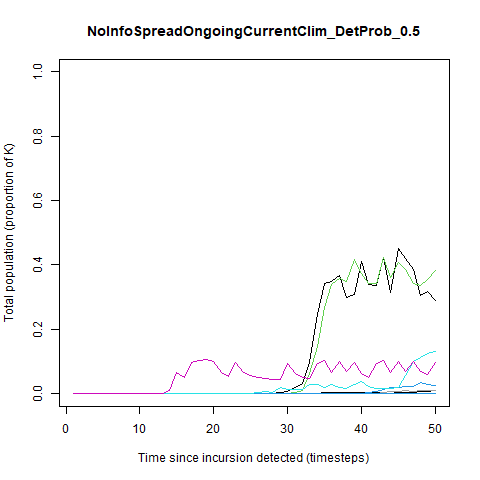 NoInfoSpreadOngoingCurrentClim_DetProb_0.5
Total population (proportion of K)
1.0
0.8
0.6
0.4
0.2
0.0
0 10 20 30 40 50
Time since incursion detected (timesteps)